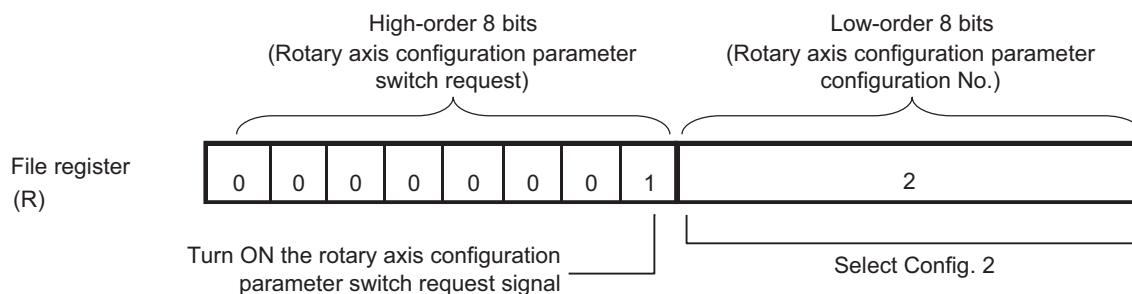 High-order 8 bits
(Rotary axis configuration parameter
switch request)
Low-order 8 bits
(Rotary axis configuration parameter
configuration No.)
File register
(R)
0 0 0 0 0 0 0 1 2
Turn ON the rotary axis configuration
parameter switch request signal
Select Config. 2